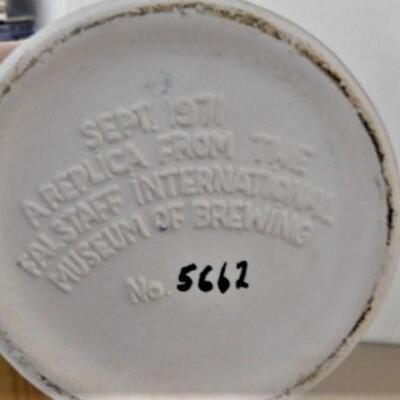 SEPT. 1971
A REPLICA FROM THE
FALSTAFF INTERNATIONAL
MUSEUM OF BREWING
No. 5662